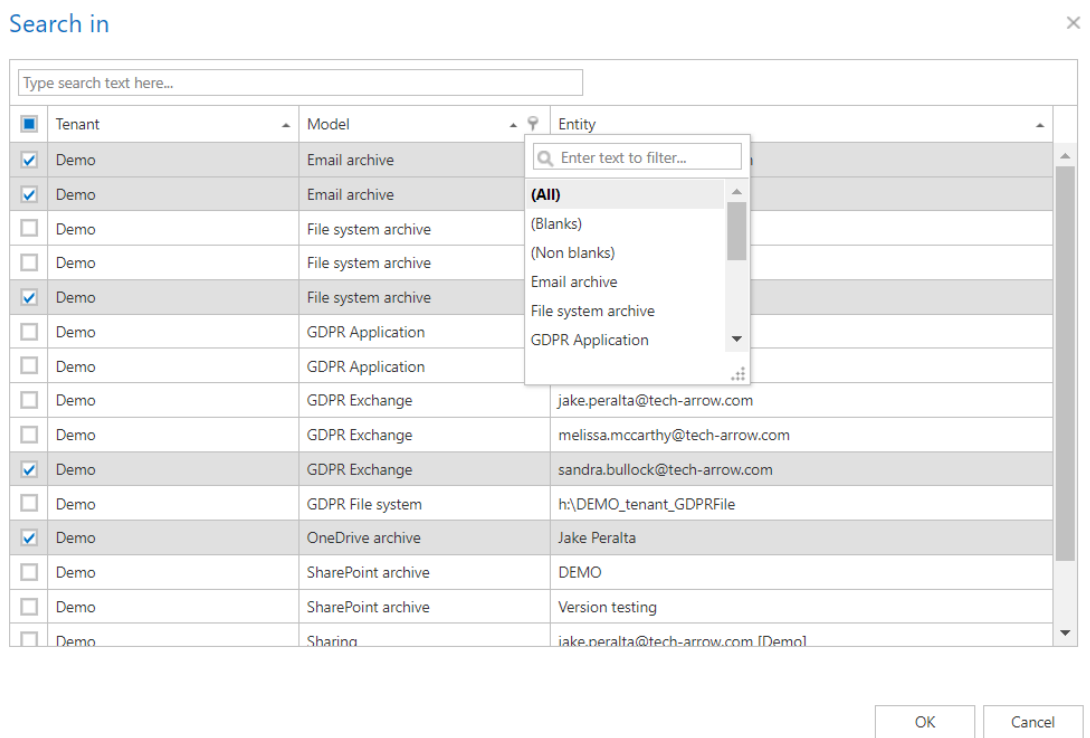 Search in
Type search text here...
Tenant Model Entity
Demo Email archive
Enter text to filter...
Demo Email archive
(All)
Demo File system archive
(Blanks)
Demo File system archive
(Non blanks)
Email archive
Demo File system archive
File system archive
Demo GDPR Application
GDPR Application
Demo GDPR Application
Demo GDPR Exchange jake.peralta@tech-arrow.com
Demo GDPR Exchange melissa.mccarthy@tech-arrow.com
Demo GDPR Exchange sandra.bullock@tech-arrow.com
Demo GDPR File system h:\DEMO_tenant_GDPRFile
Demo OneDrive archive Jake Peralta
Demo SharePoint archive DEMO
Demo SharePoint archive Version testing
Demo Sharing jake.peralta@tech-arrow.com [Demo]
OK Cancel